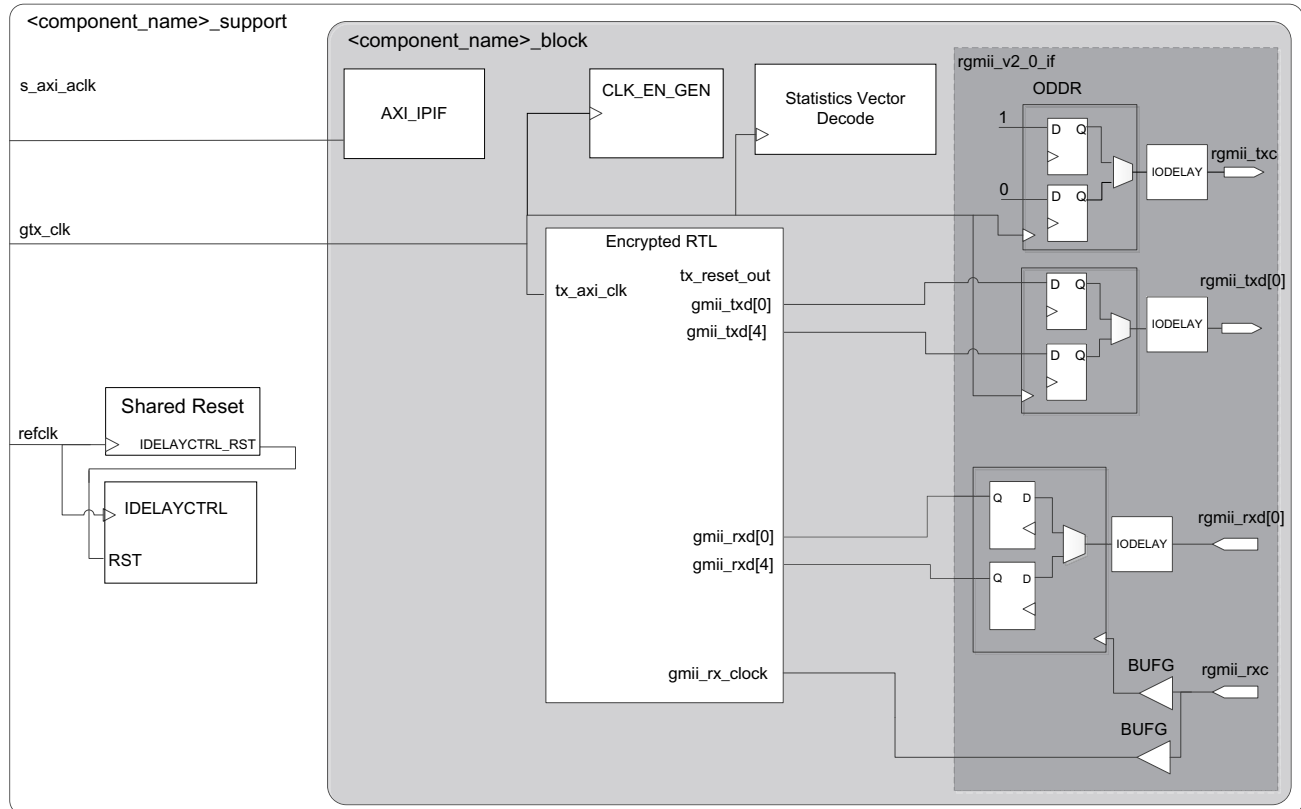 <component_name>_support
<component_name>_block
rgmii_v2_0_if
s_axi_aclk
AXI_IPIF
CLK_EN_GEN
Statistics Vector
Decode
ODDR
1
D Q
IODELAY
rgmii_txc
0
D Q
gtx_clk
Encrypted RTL
tx_axi_clk
tx_reset_out
gmii_txd[0]
gmii_txd[4]
D Q
IODELAY
rgmii_txd[0]
D Q
refclk
Shared Reset
IDELAYCTRL_RST
IDELAYCTRL
RST
gmii_rxd[0]
gmii_rxd[4]
Q D
IODELAY
rgmii_rxd[0]
Q D
gmii_rx_clock
BUFG
rgmii_rxc
BUFG